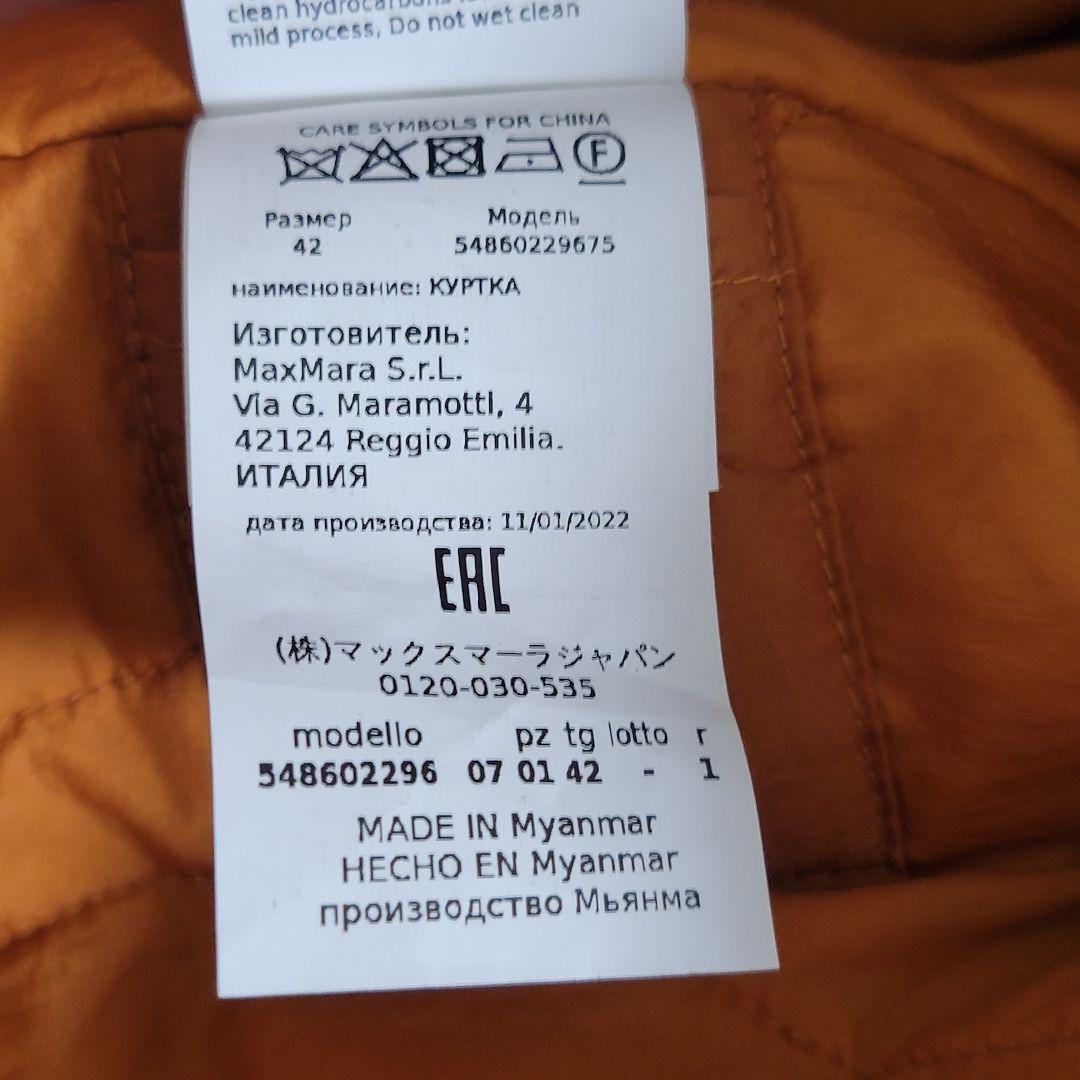 clean hydrocarbons
mild process, Do not wet clean
CARE SYMBOLS FOR CHINA
F
Размер Модель
42 54860229675
наименование: КУРТКА
Изготовитель:
MaxMara S.r.L.
Via G. Maramotti, 4
42124 Reggio Emilia.
ИТАЛИЯ
дата производства: 11/01/2022
EAC
(株)マックスマーラジャパン
0120-030-535
modello pz tg lotto r
548602296 07 01 42 - 1
MADE IN Myanmar
HECHO EN Myanmar
производство Мьянма